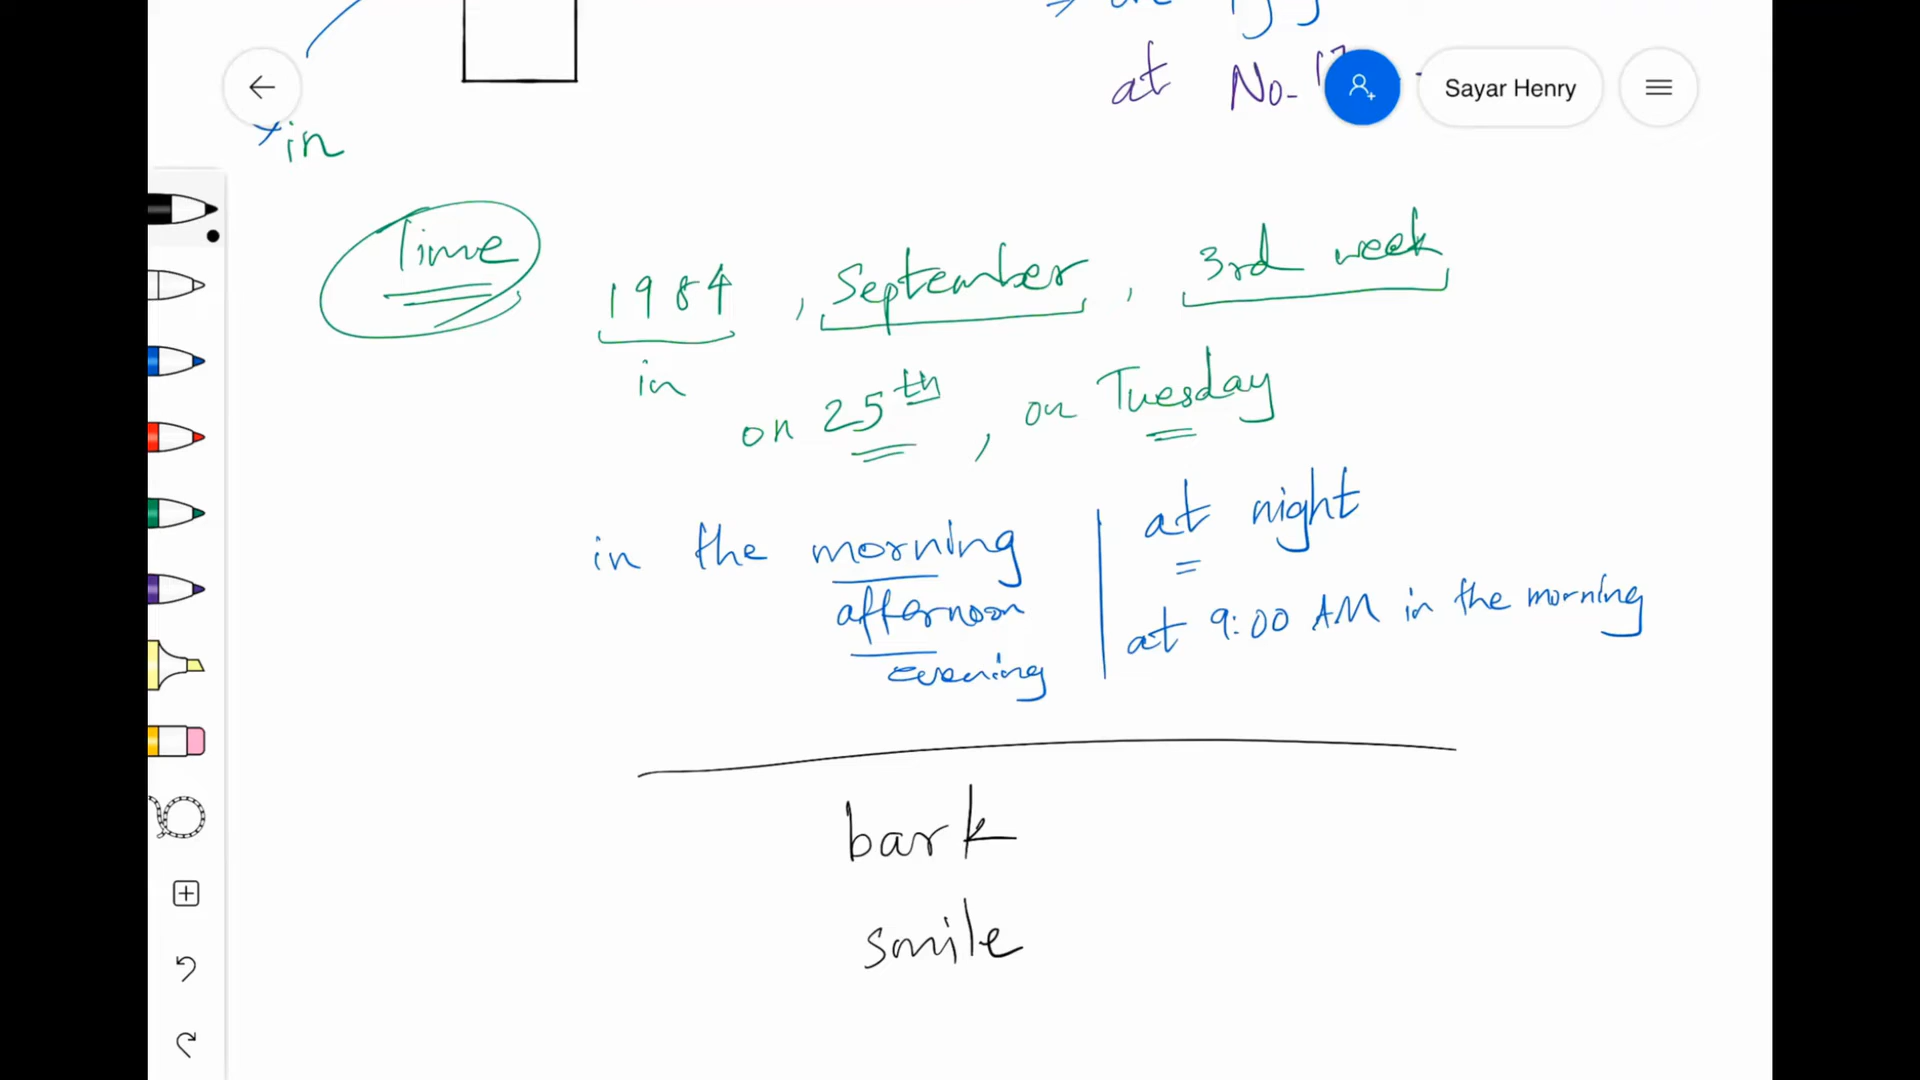 at No-
Sayar Henry
in
Time
1984 , September , 3rd week
in
on 25th , on Tuesday
in the morning
afternoon
evening
at night
at 9:00 AM in the morning
bark
smile